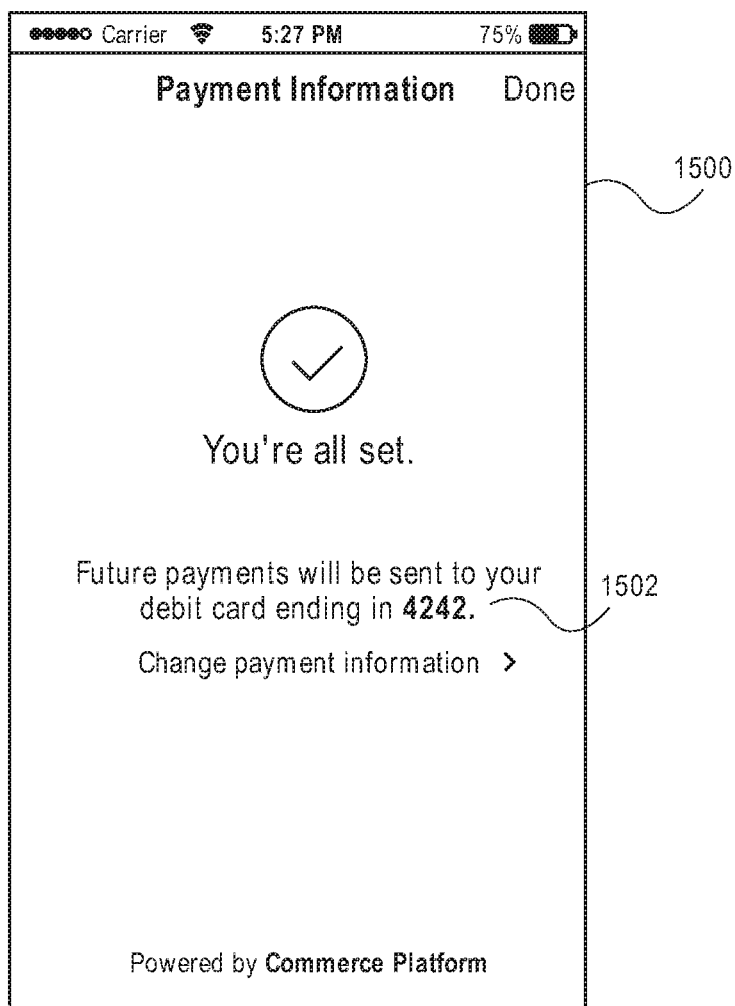 Carrier 5:27 PM 75%
Payment Information Done
1500
You're all set.
Future payments will be sent to your
debit card ending in 4242.
1502
Change payment information >
Powered by Commerce Platform